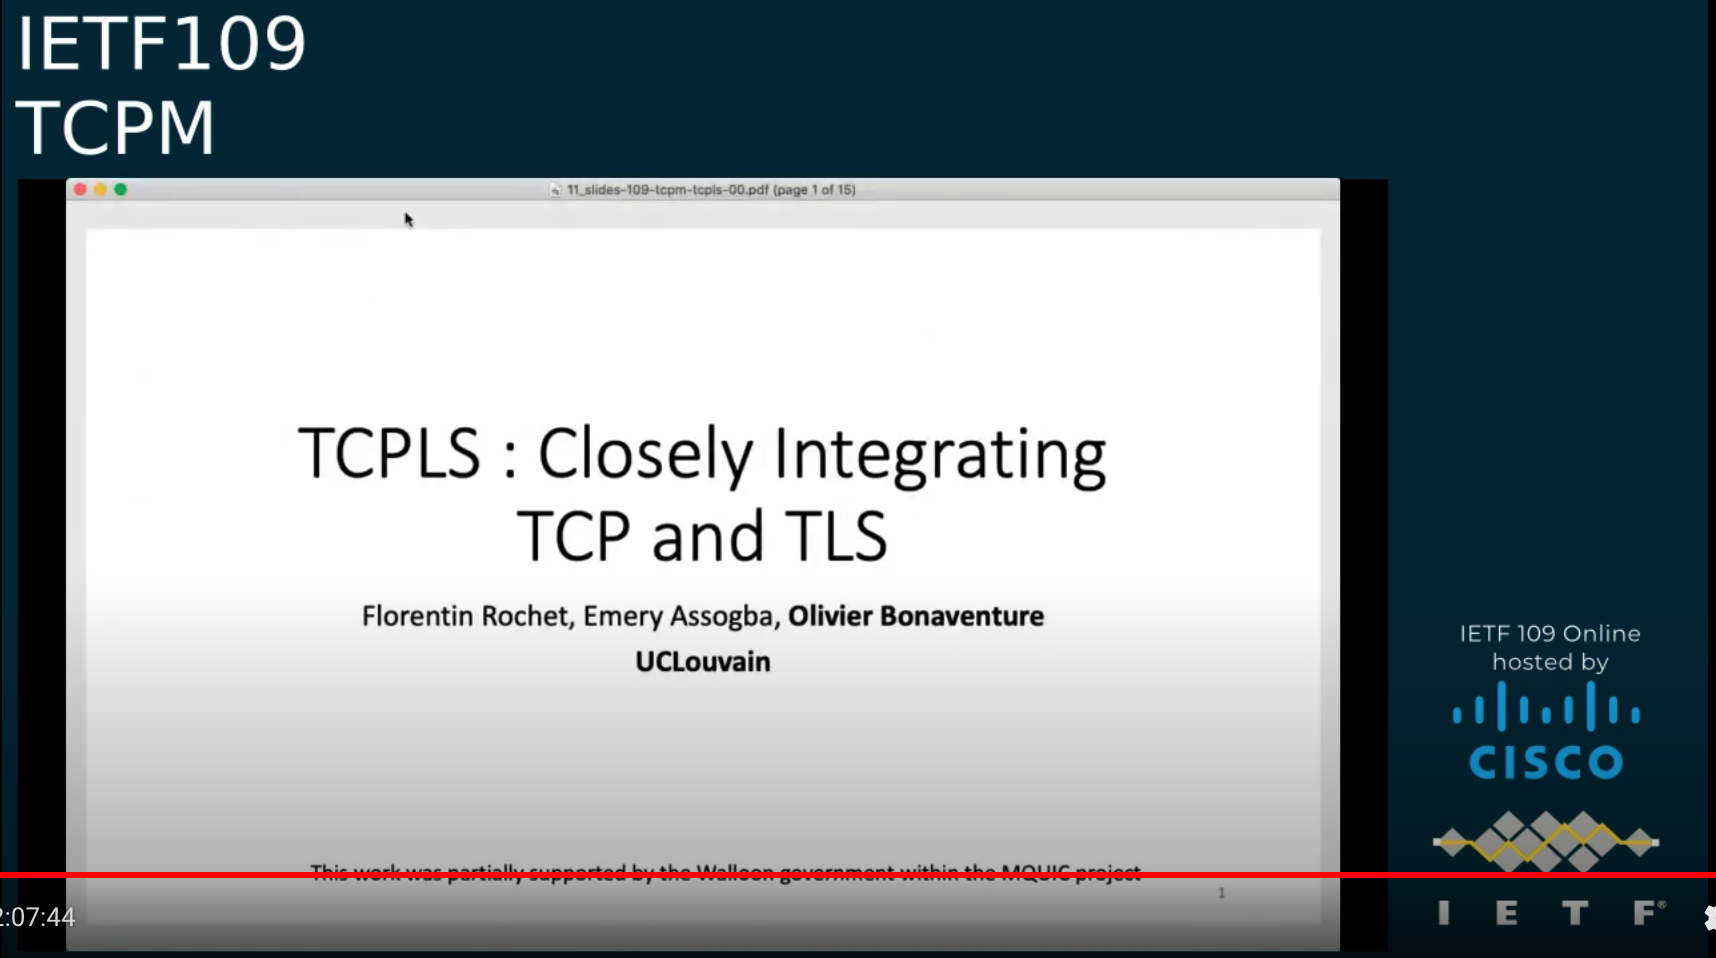 IETF109
TCPM
11_slides-109-tcpm-tcpls-00.pdf (page 1 of 15)
TCPLS : Closely Integrating
TCP and TLS
Florentin Rochet, Emery Assogba, Olivier Bonaventure
UCLouvain
This work was partially supported by the Walloon government within the MQUIC project
1
IETF 109 Online
hosted by
CISCO
I E T F®
2:07:44